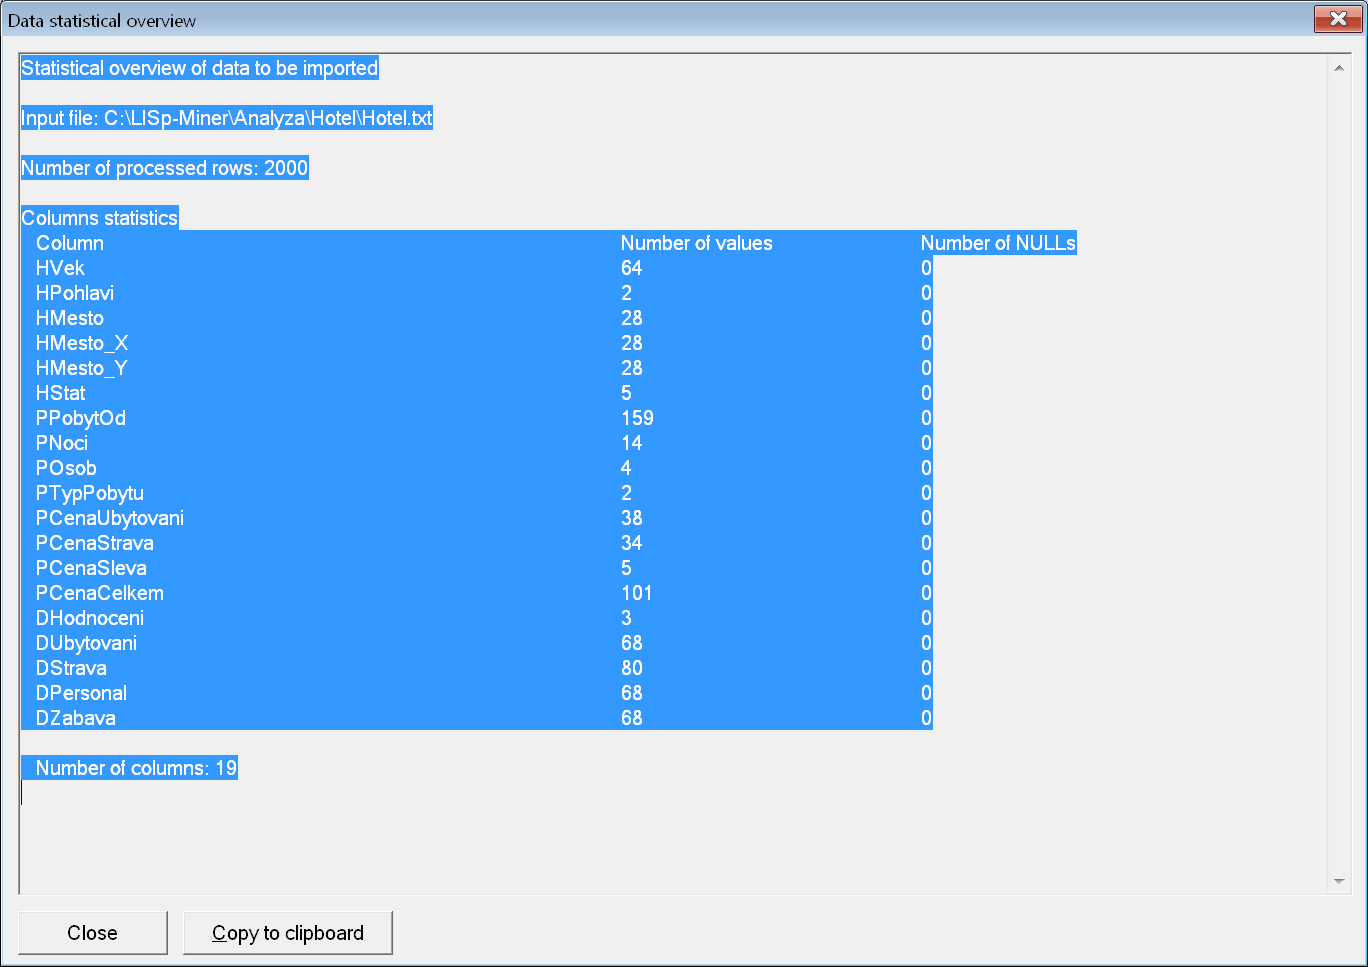 Data statistical overview
Statistical overview of data to be imported
Input file: C:\LISp-Miner\Analyza\Hotel\Hotel.txt
Number of processed rows: 2000
Columns statistics
Column Number of values Number of NULLs
HVek 64 0
HPohlavi 2 0
HMesto 28 0
HMesto_X 28 0
HMesto_Y 28 0
HStat 5 0
PPobytOd 159 0
PNoci 14 0
POsob 4 0
PTypPobytu 2 0
PCenaUbytovani 38 0
PCenaStrava 34 0
PCenaSleva 5 0
PCenaCelkem 101 0
DHodnoceni 3 0
DUbytovani 68 0
DStrava 80 0
DPersonal 68 0
DZabava 68 0
Number of columns: 19
Close Copy to clipboard